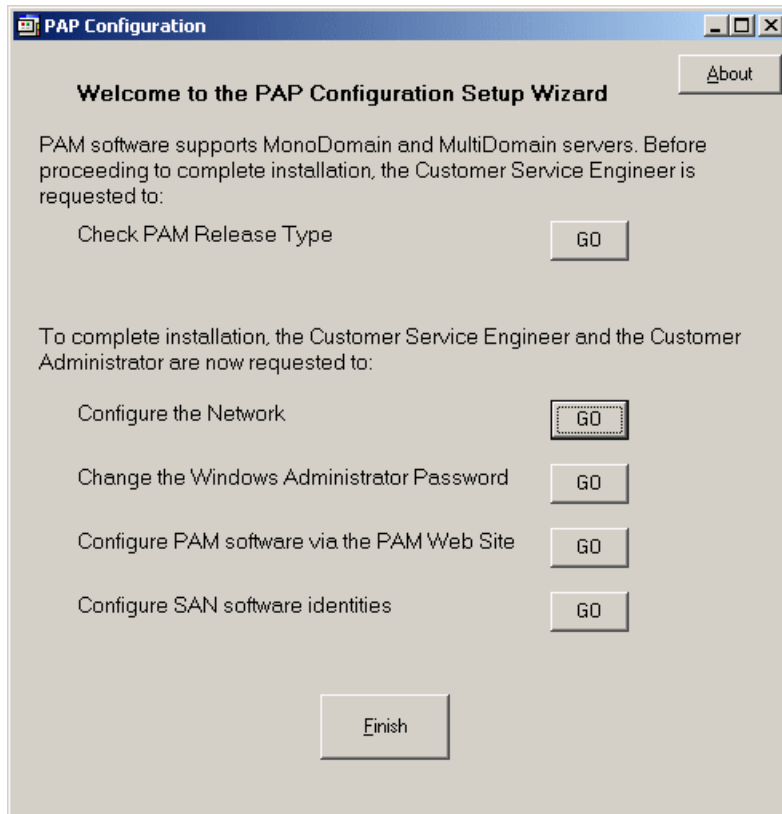 PAP Configuration
About
Welcome to the PAP Configuration Setup Wizard
PAM software supports MonoDomain and MultiDomain servers. Before
proceeding to complete installation, the Customer Service Engineer is
requested to:
Check PAM Release Type GO
To complete installation, the Customer Service Engineer and the Customer
Administrator are now requested to:
Configure the Network GO
Change the Windows Administrator Password GO
Configure PAM software via the PAM Web Site GO
Configure SAN software identities GO
Finish